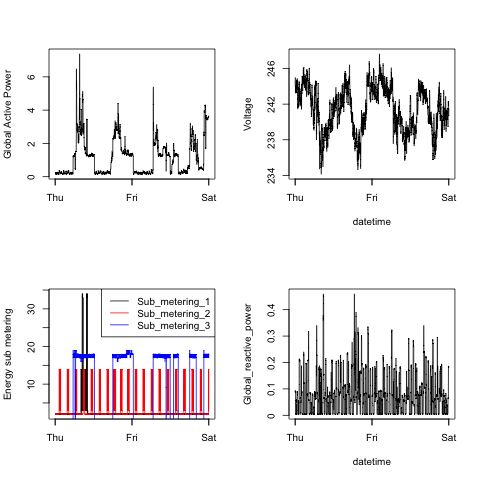 Global Active Power
6
4
2
0
Thu
Fri
Sat
Voltage
246
242
238
234
Thu
Fri
Sat
datetime
Energy sub metering
30
20
10
Sub_metering_1
Sub_metering_2
Sub_metering_3
Thu
Fri
Sat
Global_reactive_power
0.4
0.3
0.2
0.1
0
Thu
Fri
Sat
datetime